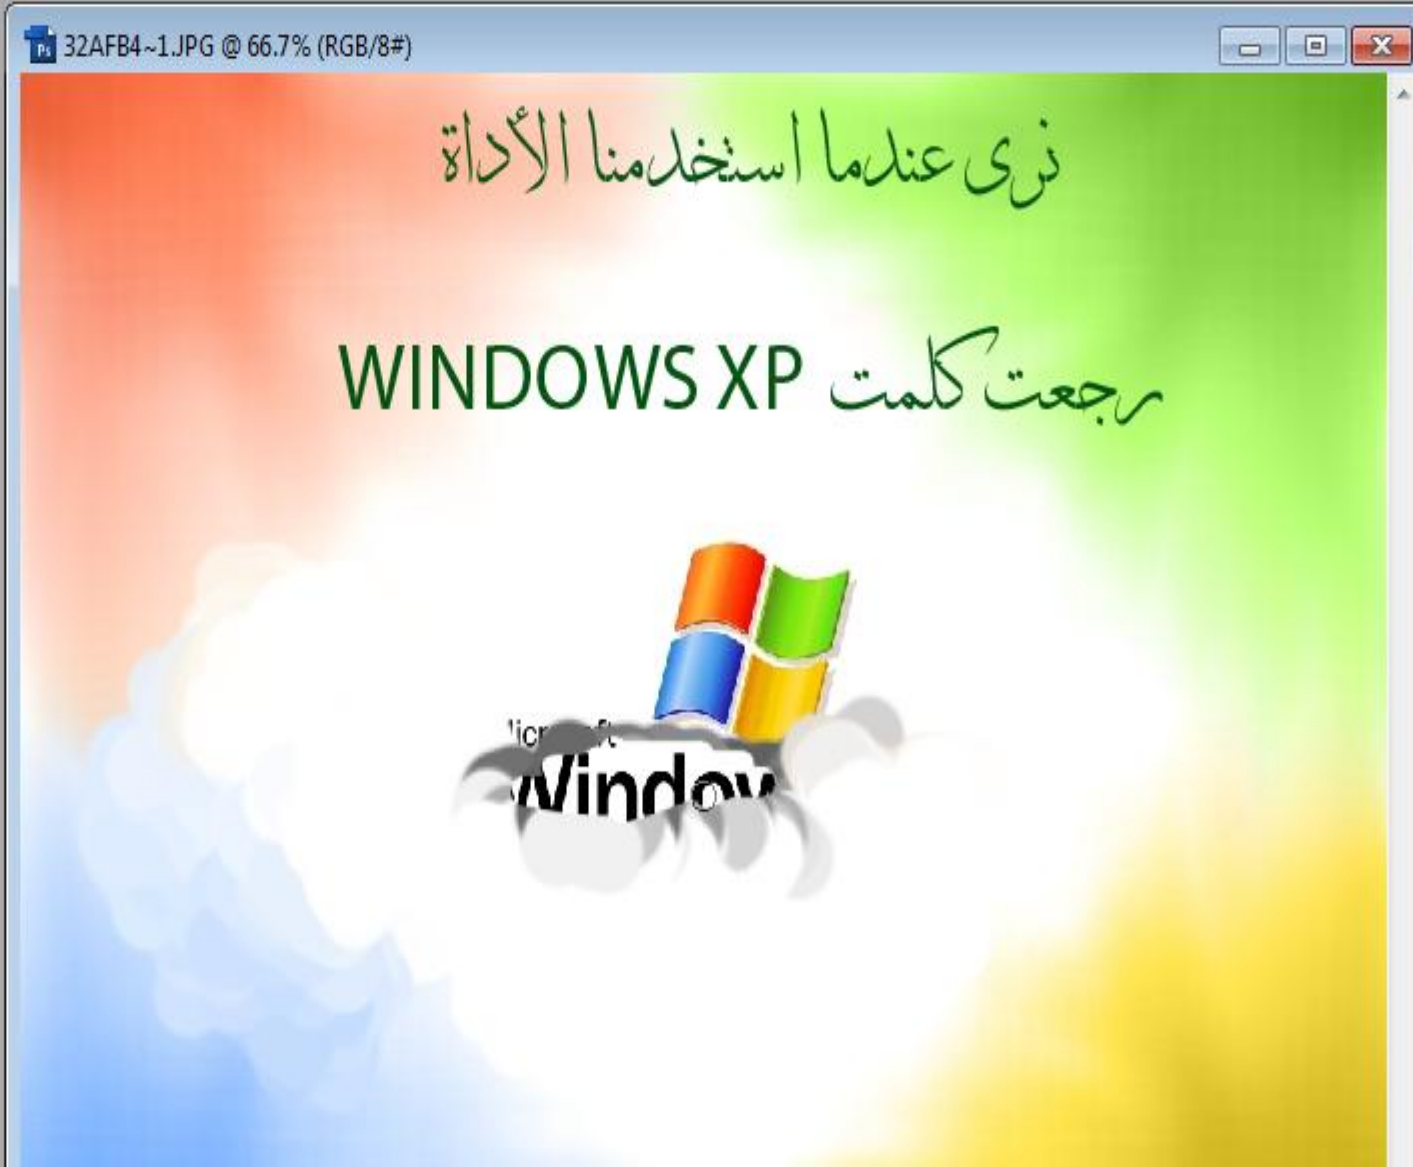 32AFB4~1.JPG @ 66.7% (RGB/8#)
نرى عندما استخدمنا الأداة
رجعت كلمت WINDOWS XP